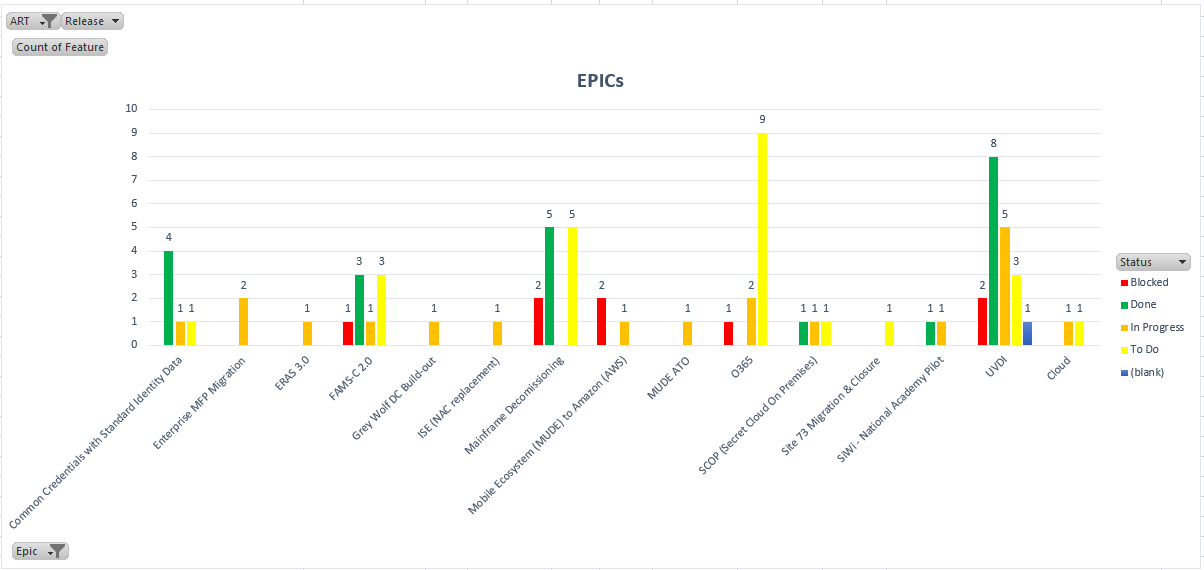 ART Release
Count of Feature
EPICs
10
9
8
7
6
5
4
3
2
1
0
4 1 1
2
1
1 3 1 3
1
1
2 5 5
2 1
1
1 2 9
1 1 1
1
1 1
2 8 5 3 1
1 1
Common Credentials with Standard Identity Data
Enterprise MFP Migration
ERAS 3.0
FAMS-C 2.0
Grey Wolf DC Build-out
ISE (NAC replacement)
Mainframe Decomissioning
Mobile Ecosystem (MUDE) to Amazon (AWS)
MUDE ATO
O365
SCOP (Secret Cloud On Premises)
Site 73 Migration & Closure
SiWi - National Academy Pilot
UVDI
Cloud
Status
Blocked
Done
In Progress
To Do
(blank)
Epic